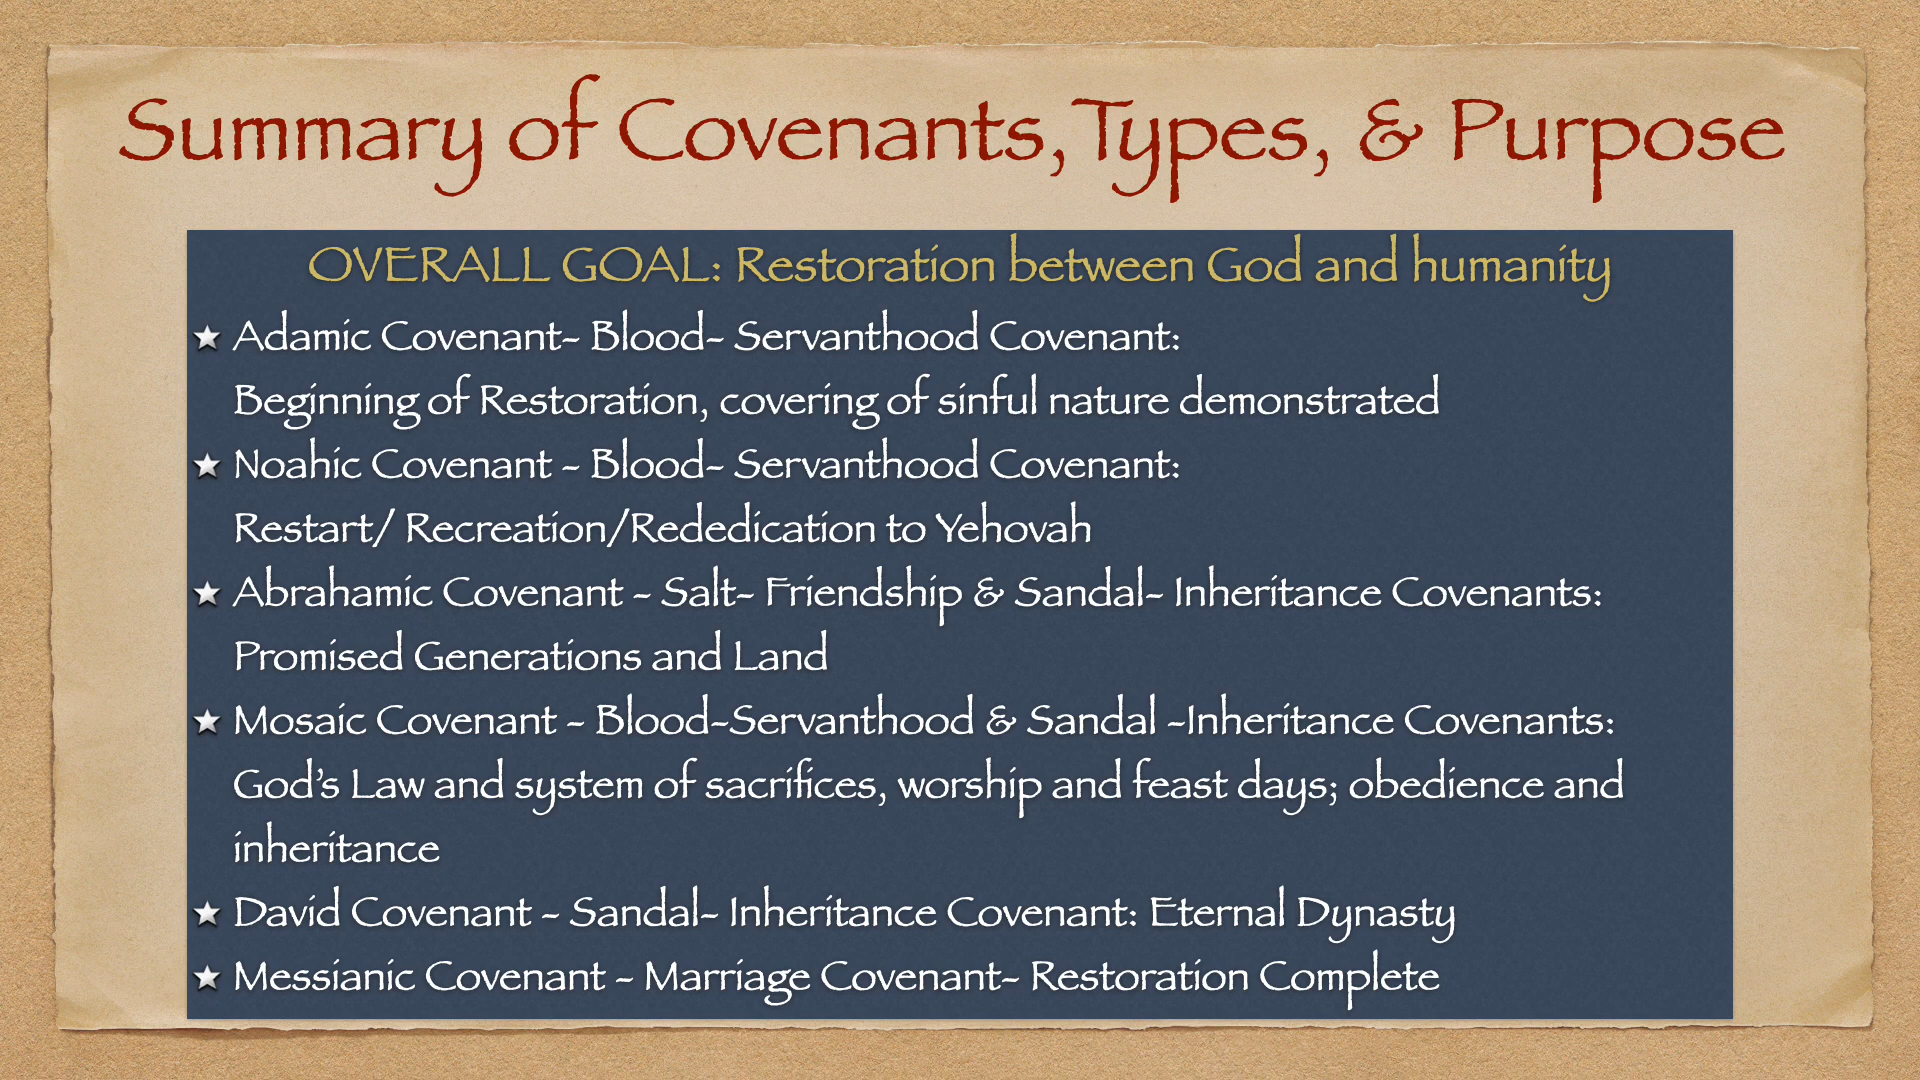 Summary of Covenants, Types, & Purpose
OVERALL GOAL: Restoration between God and humanity
Adamic Covenant- Blood- Servanthood Covenant:
Beginning of Restoration, covering of sinful nature demonstrated
Noahic Covenant - Blood- Servanthood Covenant:
Restart/ Recreation/Rededication to Yehovah
Abrahamic Covenant - Salt- Friendship & Sandal- Inheritance Covenants:
Promised Generations and Land
Mosaic Covenant - Blood-Servanthood & Sandal -Inheritance Covenants:
God’s Law and system of sacrifices, worship and feast days; obedience and
inheritance
David Covenant - Sandal- Inheritance Covenant: Eternal Dynasty
Messianic Covenant - Marriage Covenant- Restoration Complete